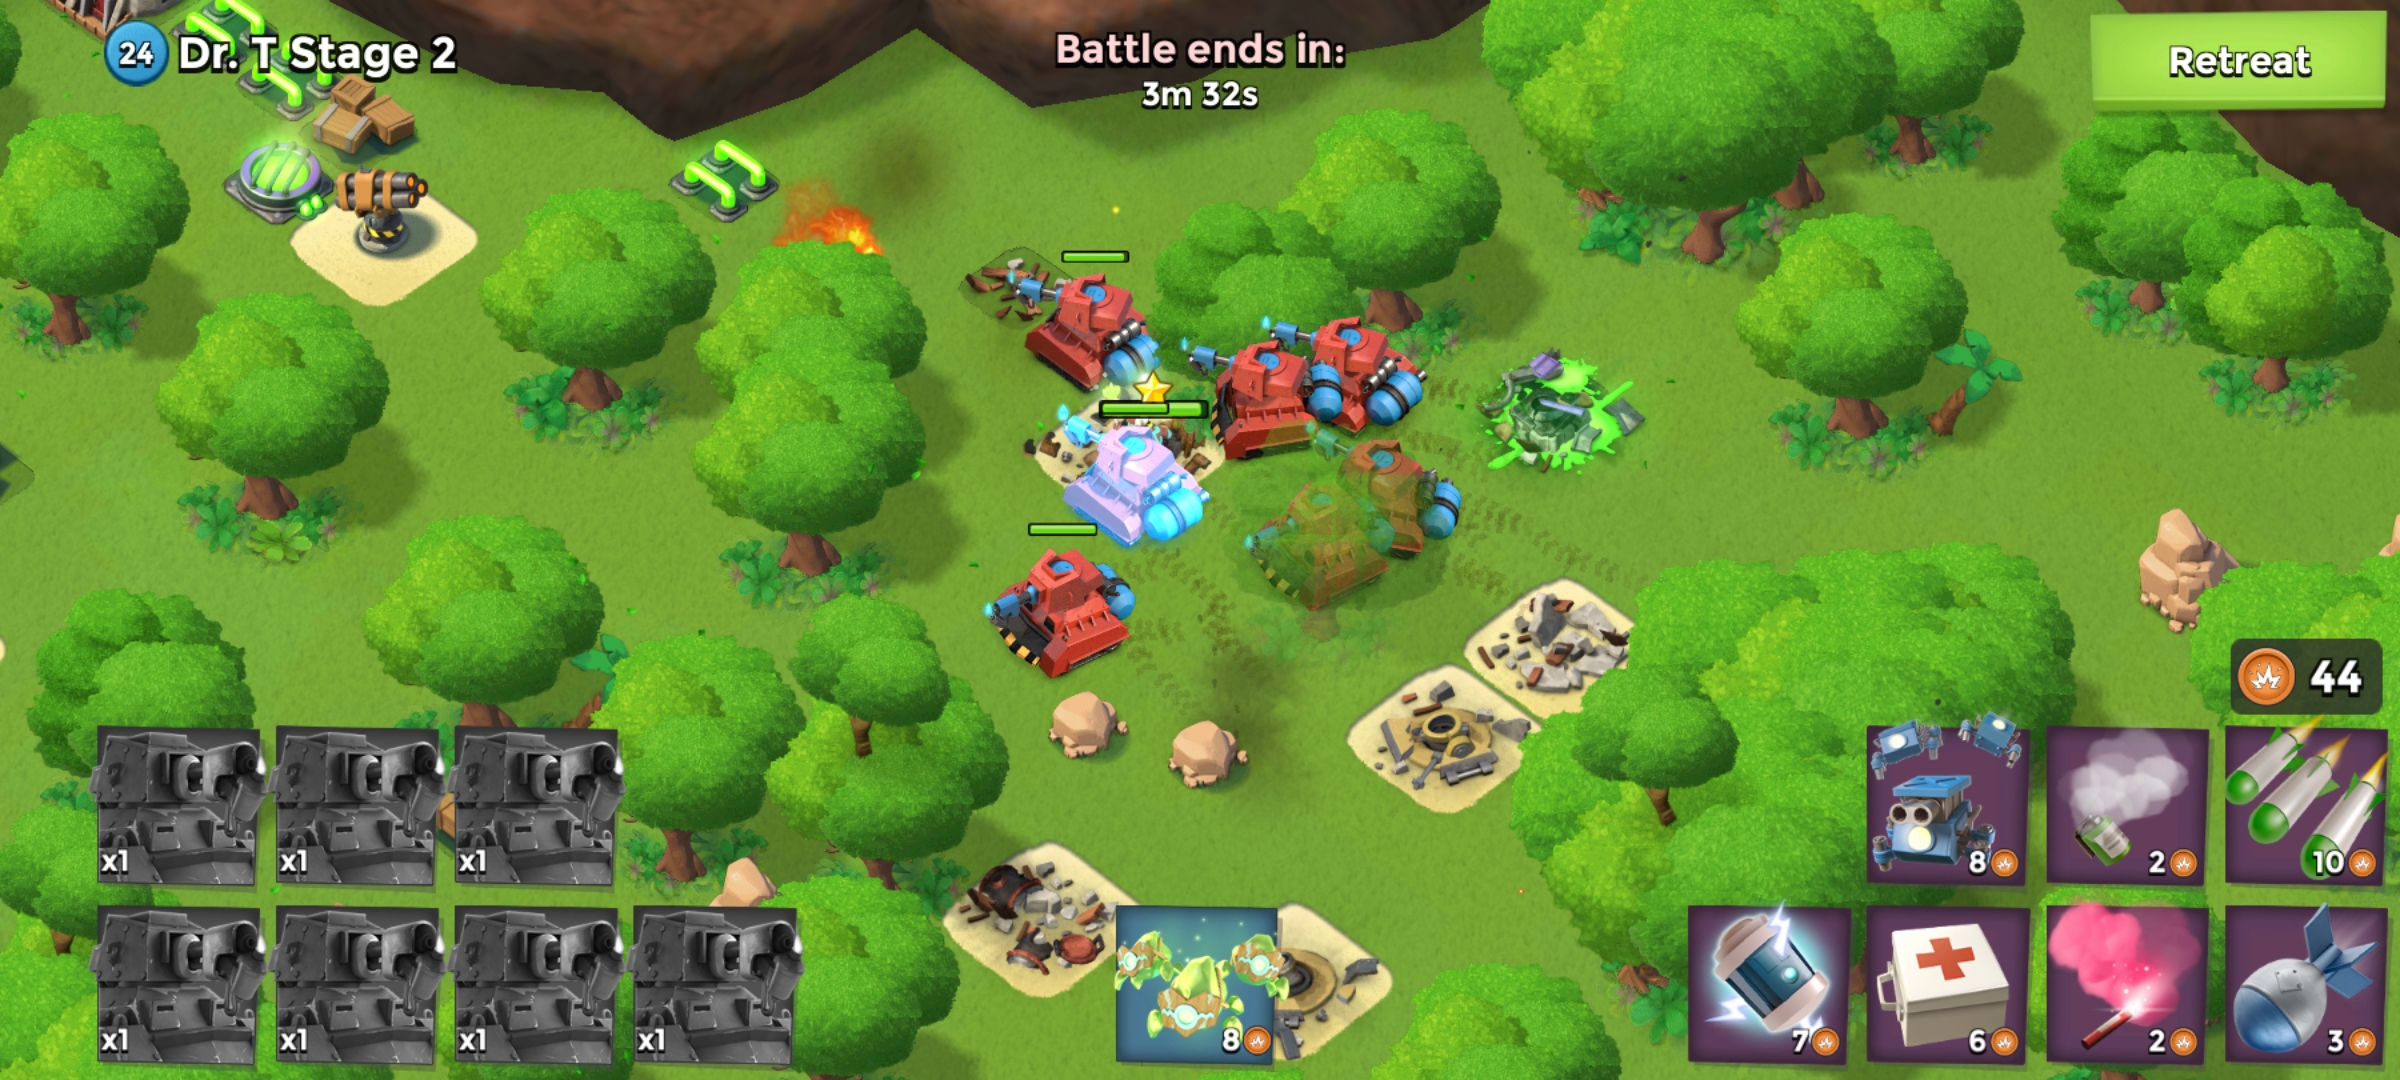 24 Dr. T Stage 2
Battle ends in:
3m 32s
Retreat
44
8
2
10
x1
x1
x1
x1
x1
x1
x1
8
7
6
2
3